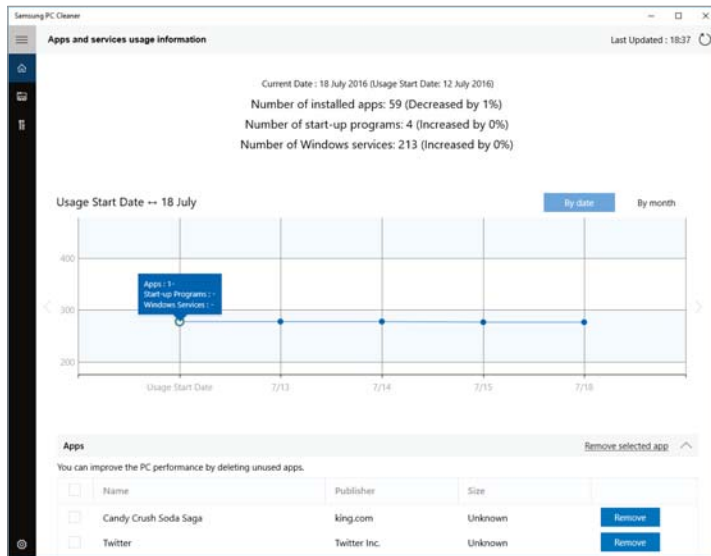 Samsung PC Cleaner
Apps and services usage information
Last Updated : 18:37
Current Date : 18 July 2016 (Usage Start Date: 12 July 2016)
Number of installed apps: 59 (Decreased by 1%)
Number of start-up programs: 4 (Increased by 0%)
Number of Windows services: 213 (Increased by 0%)
Usage Start Date ↔ 18 July
By date
By month
400
Apps : 1-
Start-up Programs : -
Windows Services : -
300
200
Usage Start Date
7/13
7/14
7/15
7/18
Apps
Remove selected app
You can improve the PC performance by deleting unused apps.
Name
Publisher
Size
Candy Crush Soda Saga
king.com
Unknown
Remove
Twitter
Twitter Inc.
Unknown
Remove